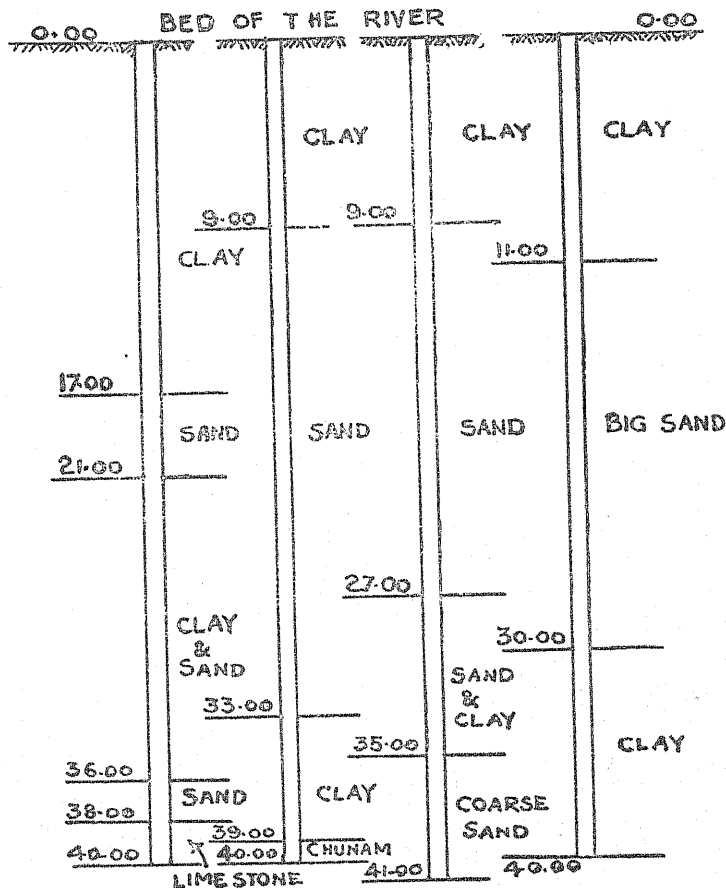 BED OF THE RIVER
0.00
0.00
CLAY
CLAY
CLAY
9.00
9.00
CLAY
11.00
17.00
SAND
SAND
SAND
BIG SAND
21.00
27.00
CLAY
&
SAND
30.00
SAND
&
CLAY
33.00
35.00
CLAY
36.00
SAND
CLAY
COARSE
SAND
38.00
39.00
40.00
40.00
CHUNAM
41.00
40.00
LIMESTONE